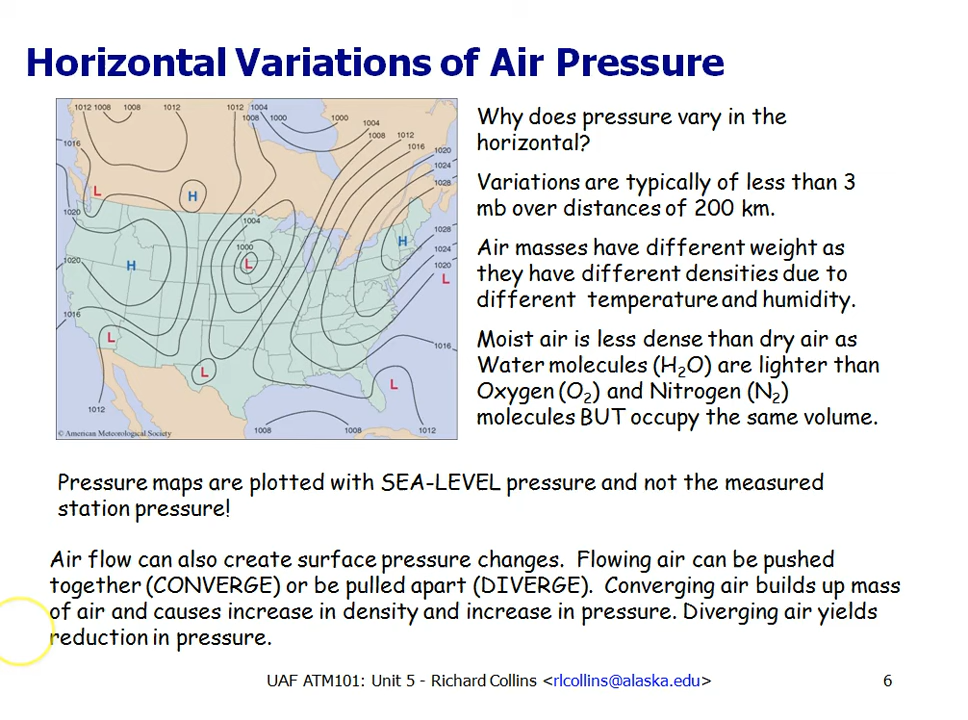 Horizontal Variations of Air Pressure
1012 1008 1008 1012 1012 1004
1008 1000 1000 1004
1008 1012
1016
1016 1020
1024
1028
L
H
1020 1004 1028
1000 H 1024
1020 H L 1020
L
1016
L 1016
L L
1012
1008 1008 1012
© American Meteorological Society
Why does pressure vary in the
horizontal?
Variations are typically of less than 3
mb over distances of 200 km.
Air masses have different weight as
they have different densities due to
different temperature and humidity.
Moist air is less dense than dry air as
Water molecules (H2O) are lighter than
Oxygen (O2) and Nitrogen (N2)
molecules BUT occupy the same volume.
Pressure maps are plotted with SEA-LEVEL pressure and not the measured
station pressure!
Air flow can also create surface pressure changes. Flowing air can be pushed
together (CONVERGE) or be pulled apart (DIVERGE). Converging air builds up mass
of air and causes increase in density and increase in pressure. Diverging air yields
reduction in pressure.
UAF ATM101: Unit 5 - Richard Collins <rlcollins@alaska.edu>
6